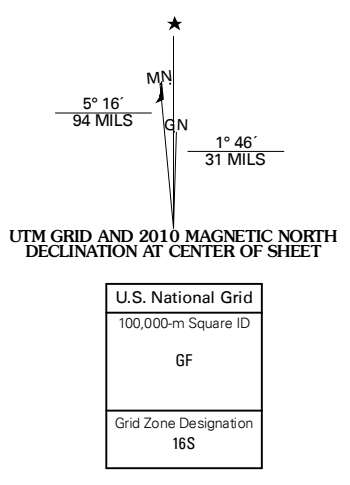 MN
5° 16´
94 MILS
GN
1° 46´
31 MILS
UTM GRID AND 2010 MAGNETIC NORTH
DECLINATION AT CENTER OF SHEET
U.S. National Grid
100,000-m Square ID
GF
Grid Zone Designation
16S